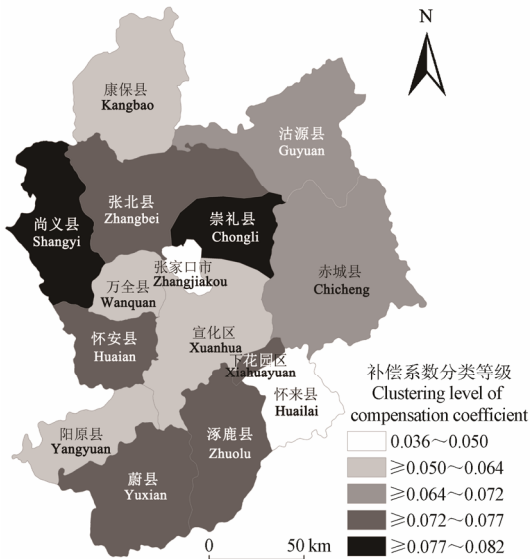 N
康保县
Kangbao
沽源县
Guyuan
张北县
Zhangbei
尚义县
Shangyi
崇礼县
Chongli
张家口市
Zhangjiakou
赤城县
Chicheng
万全县
Wanquan
宣化区
Xuanhua
怀安县
Huaian
下花园区
Xiahuayuan
怀来县
Huailai
阳原县
Yangyuan
涿鹿县
Zhuolu
蔚县
Yuxian
补偿系数分类等级
Clustering level of
compensation coefficient
0.036～0.050
≥0.050～0.064
≥0.064～0.072
≥0.072～0.077
≥0.077～0.082
0 50 km